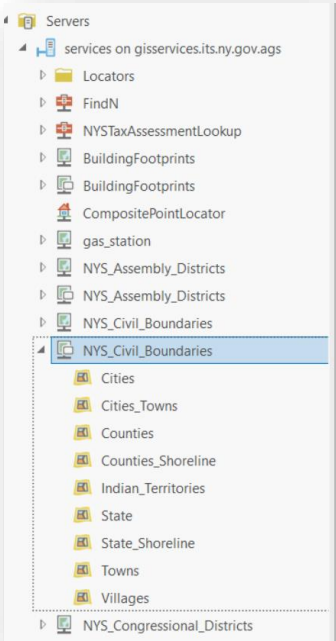 Servers
services on gisservices.its.ny.gov.ags
Locators
FindN
NYSTaxAssessmentLookup
BuildingFootprints
BuildingFootprints
CompositePointLocator
gas_station
NYS_Assembly_Districts
NYS_Assembly_Districts
NYS_Civil_Boundaries
NYS_Civil_Boundaries
Cities
Cities_Towns
Counties
Counties_Shoreline
Indian_Territories
State
State_Shoreline
Towns
Villages
NYS_Congressional_Districts